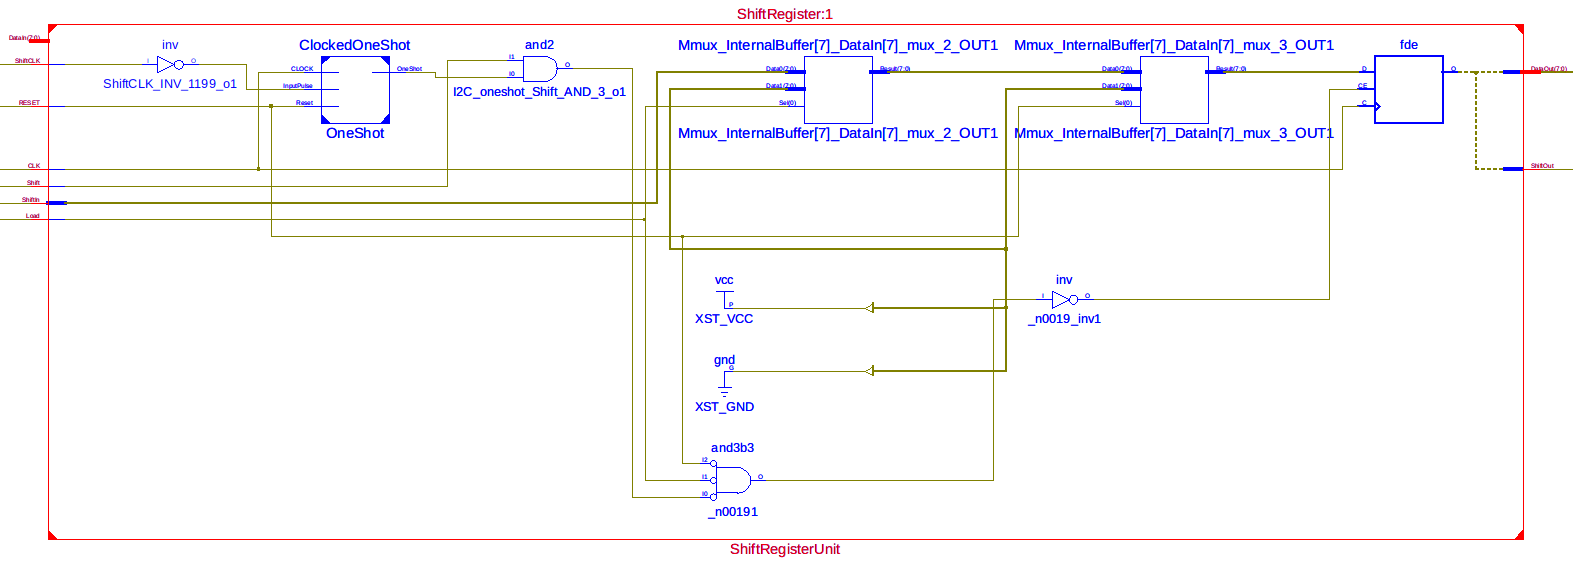 ShiftRegister:1
DataIn(7:0)
ShiftCLK
RESET
CLK
Shift
ShiftIn
Load
inv
I
O
ShiftCLK_INV_1199_o1
ClockedOneShot
CLOCK
InputPulse
Reset
OneShot
OneShot
and2
I1
I0
O
I2C_oneshot_Shift_AND_3_o1
Mmux_InternalBuffer[7]_DataIn[7]_mux_2_OUT1
Data0(7:0)
Data1(7:0)
Sel(0)
Result(7:0)
Mmux_InternalBuffer[7]_DataIn[7]_mux_2_OUT1
Mmux_InternalBuffer[7]_DataIn[7]_mux_3_OUT1
Data0(7:0)
Data1(7:0)
Sel(0)
Result(7:0)
Mmux_InternalBuffer[7]_DataIn[7]_mux_3_OUT1
fde
D
CE
C
Q
DataOut(7:0)
ShiftOut
vcc
P
XST_VCC
gnd
G
XST_GND
inv
I
O
_n0019_inv1
and3b3
I2
I1
I0
O
_n00191
ShiftRegisterUnit